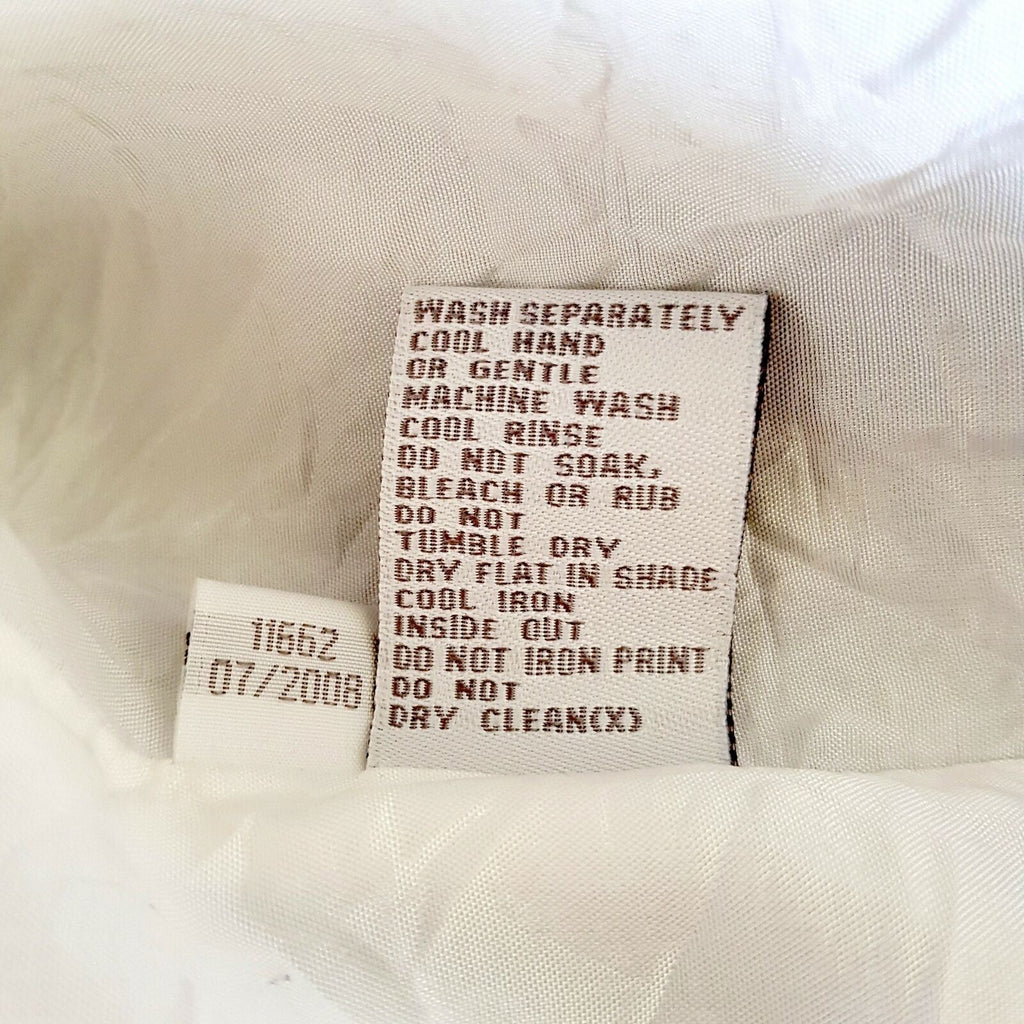 WASH SEPARATELY
COOL HAND
OR GENTLE
MACHINE WASH
COOL RINSE
DO NOT SOAK,
BLEACH OR RUB
DO NOT
TUMBLE DRY
DRY FLAT IN SHADE
COOL IRON
INSIDE OUT
DO NOT IRON PRINT
DO NOT
DRY CLEAN(X)
11662
07/2008